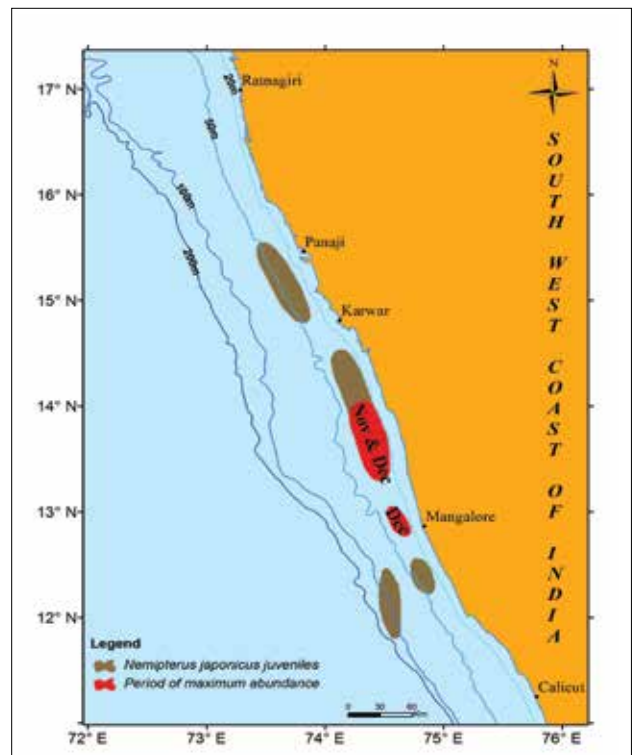 N
17° N
16° N
15° N
14° N
13° N
12° N
20m
50m
100m
200m
Ratnagiri
Panaji
Karwar
Nov & Dec
Dec
Mangalore
Calicut
SOUTH WEST COAST OF INDIA
Legend
Nemipterus japonicus juveniles
Period of maximum abundance
0 30 60
72° E 73° E 74° E 75° E 76° E